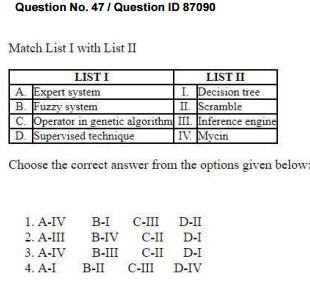 Question No. 47 / Question ID 87090
Match List I with List II
LIST I LIST II
A. Expert system I. Decision tree
B. Fuzzy system II. Scramble
C. Operator in genetic algorithm III. Inference engine
D. Supervised technique IV. Mycin
Choose the correct answer from the options given below:
1. A-IV B-I C-III D-II
2. A-III B-IV C-II D-I
3. A-IV B-III C-II D-I
4. A-I B-II C-III D-IV